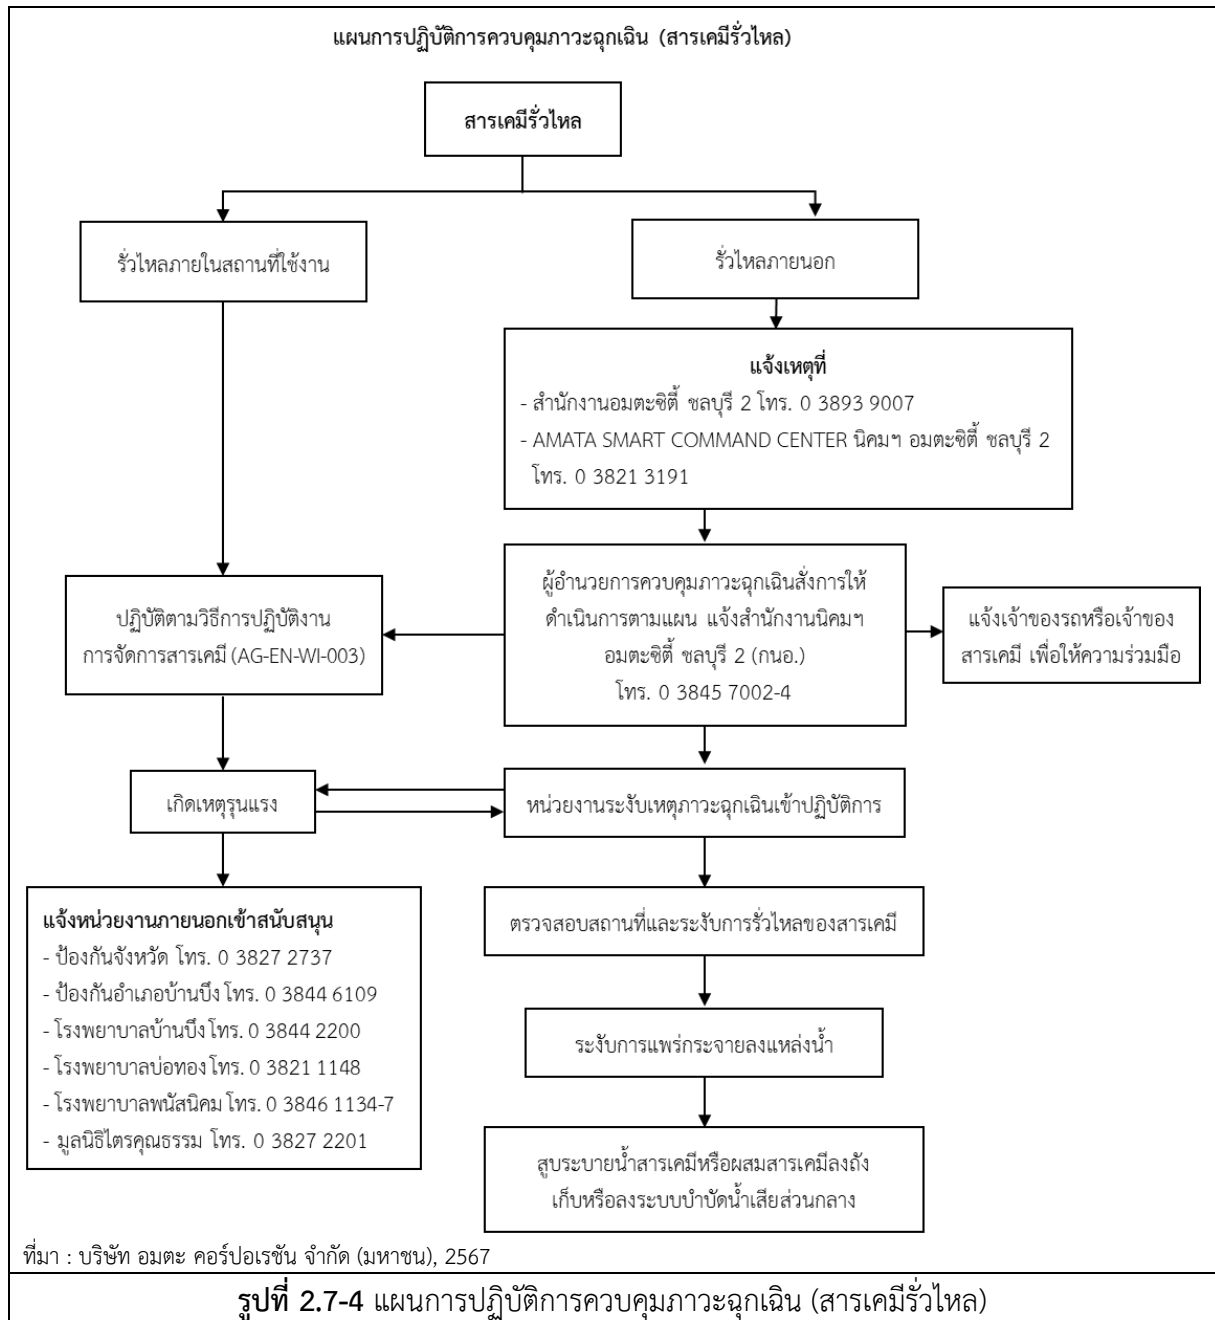 แผนการปฏิบัติการควบคุมภาวะฉุกเฉิน (สารเคมีรั่วไหล)
สารเคมีรั่วไหล
รั่วไหลภายในสถานที่ใช้งาน
รั่วไหลภายนอก
แจ้งเหตุที่
- สำนักงานอมตะซิตี้ ชลบุรี 2 โทร. 0 3893 9007
- AMATA SMART COMMAND CENTER นิคมฯ อมตะซิตี้ ชลบุรี 2
โทร. 0 3821 3191
ปฏิบัติตามวิธีการปฏิบัติงาน
การจัดการสารเคมี (AG-EN-WI-003)
ผู้อำนวยการควบคุมภาวะฉุกเฉินสั่งการให้
ดำเนินการตามแผน แจ้งสำนักงานนิคมฯ
อมตะซิตี้ ชลบุรี 2 (กนอ.)
โทร. 0 3845 7002-4
แจ้งเจ้าของรถหรือเจ้าของ
สารเคมี เพื่อให้ความร่วมมือ
เกิดเหตุรุนแรง
หน่วยงานระงับเหตุภาวะฉุกเฉินเข้าปฏิบัติการ
แจ้งหน่วยงานภายนอกเข้าสนับสนุน
- ป้องกันจังหวัด โทร. 0 3827 2737
- ป้องกันอำเภอบ้านบึง โทร. 0 3844 6109
- โรงพยาบาลบ้านบึง โทร. 0 3844 2200
- โรงพยาบาลบ่อทอง โทร. 0 3821 1148
- โรงพยาบาลพนัสนิคม โทร. 0 3846 1134-7
- มูลนิธิไตรคุณธรรม โทร. 0 3827 2201
ตรวจสอบสถานที่และระงับการรั่วไหลของสารเคมี
ระงับการแพร่กระจายลงแหล่งน้ำ
สูบระบายน้ำสารเคมีหรือผสมสารเคมีลงถัง
เก็บหรือลงระบบบำบัดน้ำเสียส่วนกลาง
ที่มา : บริษัท อมตะ คอร์ปอเรชัน จำกัด (มหาชน), 2567
รูปที่ 2.7-4 แผนการปฏิบัติการควบคุมภาวะฉุกเฉิน (สารเคมีรั่วไหล)